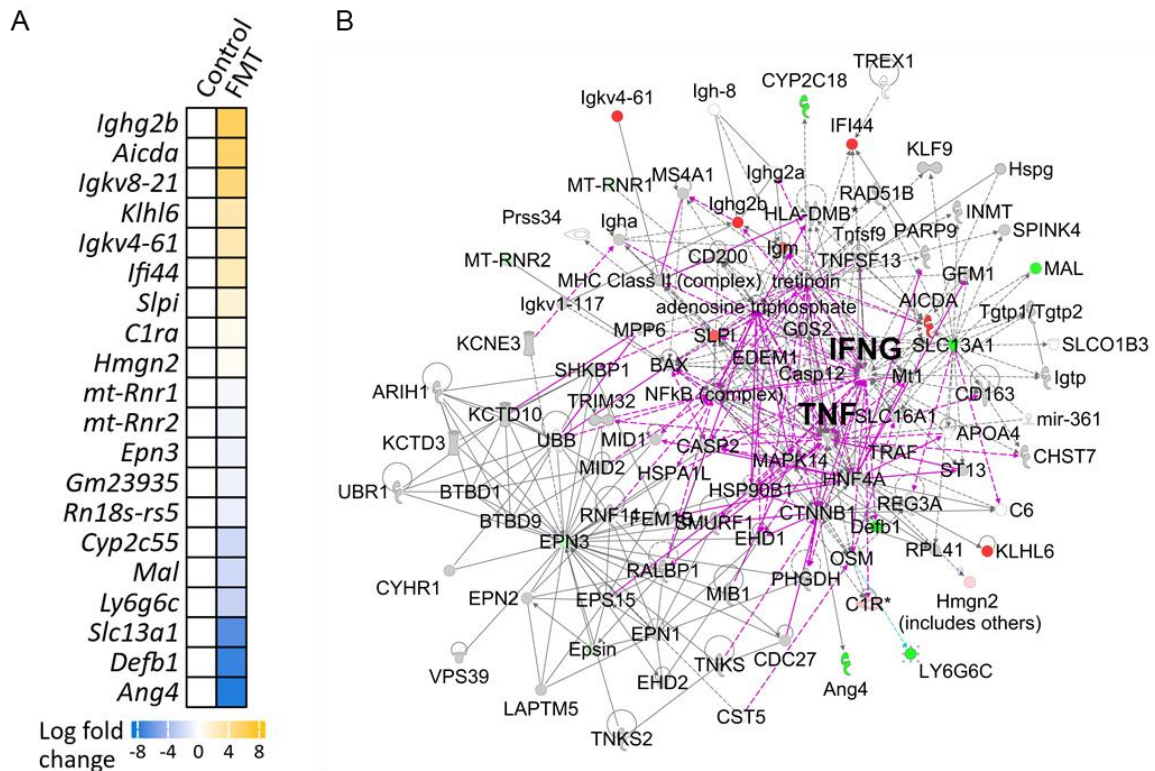 A
Control
FMT
Ighg2b
Aicda
Igkv8-21
Klhl6
Igkv4-61
Ifi44
Slpi
C1ra
Hmgn2
mt-Rnr1
mt-Rnr2
Epn3
Gm23935
Rn18s-rs5
Cyp2c55
Mal
Ly6g6c
Slc13a1
Defb1
Ang4
Log fold
change
-8 -4 0 4 8
B
TREX1
CYP2C18
Igkv4-61
Igh-8
IFI44
KLF9
MS4A1
Ighg2a
Hspg
MT-RNR1
RAD51B
Ighg2b
HLA-DMB*
INMT
Prss34
Igha
Tnfsf9
PARP9
SPINK4
CD200
Igm
TNFSF13
MT-RNR2
GFM1
MAL
MHC Class II (complex)
tretinoin
Igkv1-117
adenosine triphosphate
AICDA
Tgtp1/Tgtp2
MPP6
G0S2
KCNE3
SLPI
IFNG
SLC13A1
SLCO1B3
EDEM1
SHKBP1
BAX
Casp12
Mt1
Igtp
ARIH1
NFkB (complex)
CD163
TRIM32
KCTD10
TNF
SLC16A1
mir-361
UBB
MID1
APOA4
KCTD3
CASP2
TRAF
CHST7
MID2
MAPK14
HSPA1L
HNF4A
ST13
UBR1
BTBD1
HSP90B1
REG3A
C6
BTBD9
RNF11
SMURF1
CTNNB1
Defb1
EPN3
EHD1
KLHL6
OSM
RPL41
CYHR1
RALBP1
PHGDH
EPN2
EPS15
MIB1
C1R*
Hmgn2
(includes others)
EPN1
Epsin
CDC27
LY6G6C
VPS39
TNKS
EHD2
Ang4
LAPTM5
CST5
TNKS2